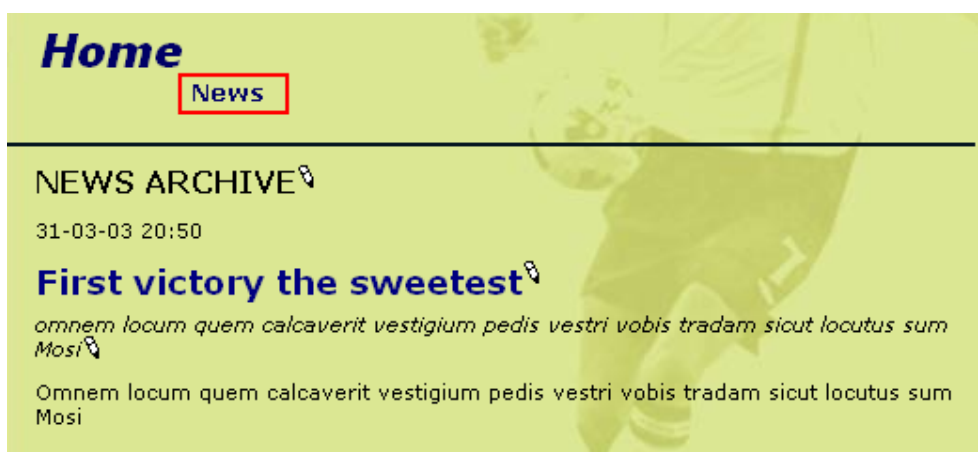 Home
News
NEWS ARCHIVE
31-03-03 20:50
First victory the sweetest
omnem locum quem calcaverit vestigium pedis vestri vobis tradam sicut locutus sum
Mosi
Omnem locum quem calcaverit vestigium pedis vestri vobis tradam sicut locutus sum
Mosi